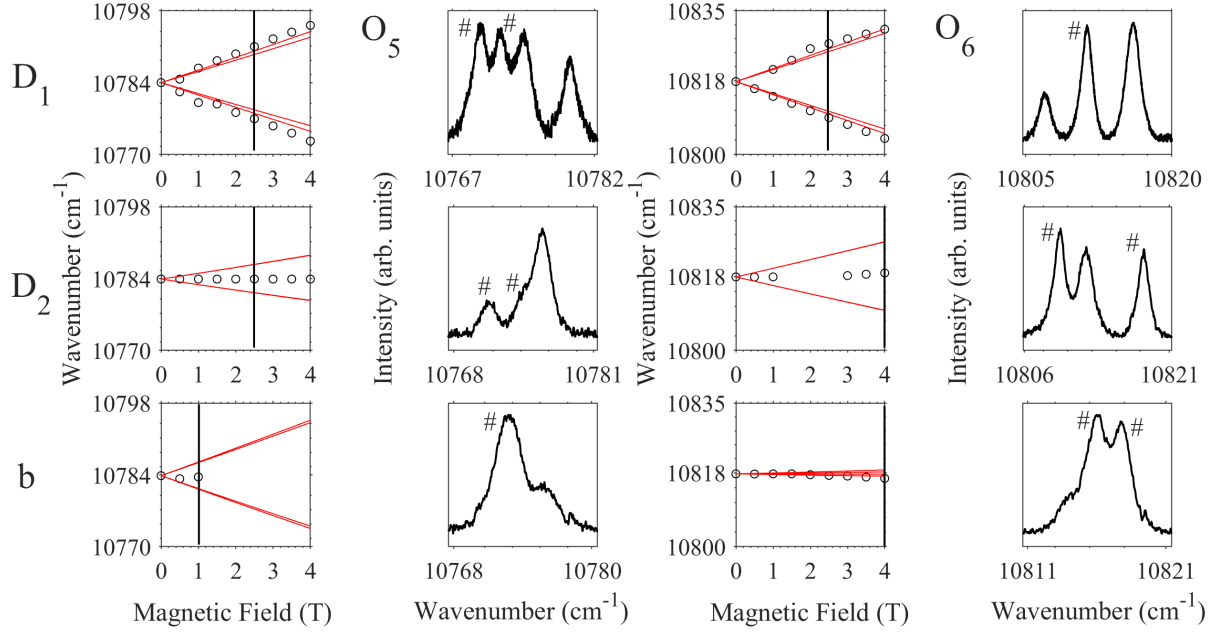 D1
Wavenumber (cm-1)
10798
10784
10770
0 1 2 3 4
O5
Intensity (arb. units)
# #
10767 10782
Wavenumber (cm-1)
10835
10818
10800
0 1 2 3 4
O6
Intensity (arb. units)
#
10805 10820
D2
10798
10784
10770
0 1 2 3 4
# #
10768 10781
10835
10818
10800
0 1 2 3 4
# #
10806 10821
b
10798
10784
10770
0 1 2 3 4
Magnetic Field (T)
#
10768 10780
Wavenumber (cm-1)
10835
10818
10800
0 1 2 3 4
Magnetic Field (T)
# #
10811 10821
Wavenumber (cm-1)